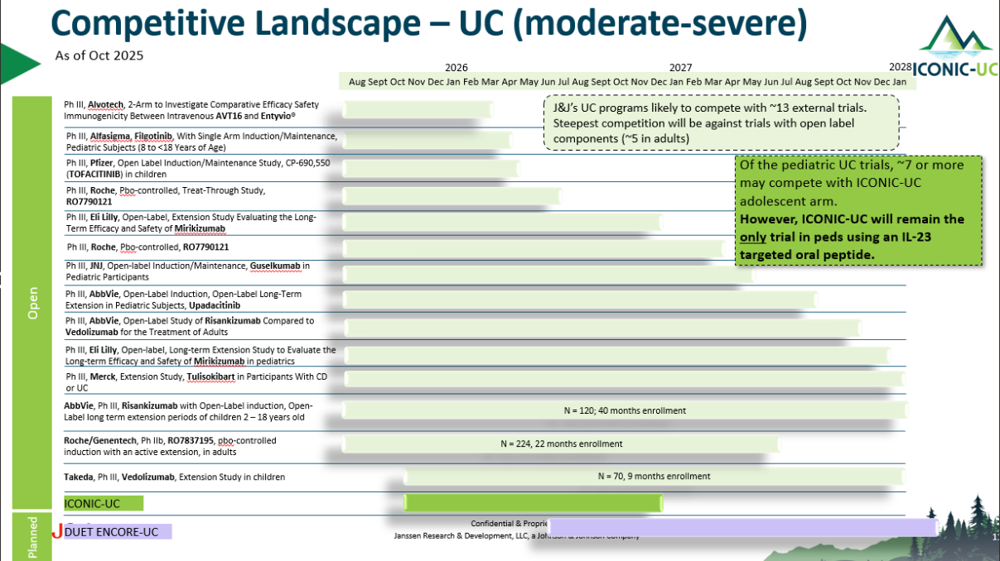 Competitive Landscape – UC (moderate-severe)
As of Oct 2025
ICONIC-UC
2026
2027
2028
Aug Sept Oct Nov Dec Jan Feb Mar Apr May Jun Jul Aug Sept Oct Nov Dec Jan Feb Mar Apr May Jun Jul Aug Sept Oct Nov Dec Jan
J&J's UC programs likely to compete with ~13 external trials.
Steepest competition will be against trials with open label
components (~5 in adults)
Of the pediatric UC trials, ~7 or more
may compete with ICONIC-UC
adolescent arm.
However, ICONIC-UC will remain the
only trial in peds using an IL-23
targeted oral peptide.
Open
Ph III, Alvotech, 2-Arm to Investigate Comparative Efficacy Safety
Immunogenicity Between Intravenous AVT16 and Entyvio®
Ph III, Alfasigma, Filgotinib, With Single Arm Induction/Maintenance,
Pediatric Subjects (8 to <18 Years of Age)
Ph III, Pfizer, Open Label Induction/Maintenance Study, CP-690,550
(TOFACITINIB) in children
Ph III, Roche, Pbo-controlled, Treat-Through Study,
RO7790121
Ph III, Eli Lilly, Open-Label, Extension Study Evaluating the Long-
Term Efficacy and Safety of Mirikizumab
Ph III, Roche, Pbo-controlled, RO7790121
Ph III, JNJ, Open-label Induction/Maintenance, Guselkumab in
Pediatric Participants
Ph III, AbbVie, Open-Label Induction, Open-Label Long-Term
Extension in Pediatric Subjects, Upadacitinib
Ph III, AbbVie, Open-Label Study of Risankizumab Compared to
Vedolizumab for the Treatment of Adults
Ph III, Eli Lilly, Open-label, Long-term Extension Study to Evaluate the
Long-term Efficacy and Safety of Mirikizumab in pediatrics
Ph III, Merck, Extension Study, Tulisokibart in Participants With CD
or UC
AbbVie, Ph III, Risankizumab with Open-Label induction, Open-
Label long term extension periods of children 2 – 18 years old
N = 120; 40 months enrollment
Roche/Genentech, Ph IIb, RO7837195, pbo-controlled
induction with an active extension, in adults
N = 224, 22 months enrollment
Takeda, Ph III, Vedolizumab, Extension Study in children
N = 70, 9 months enrollment
ICONIC-UC
Planned
DUET ENCORE-UC
Confidential &
Janssen Research & Development, LLC, a Johnson & Johnson Company